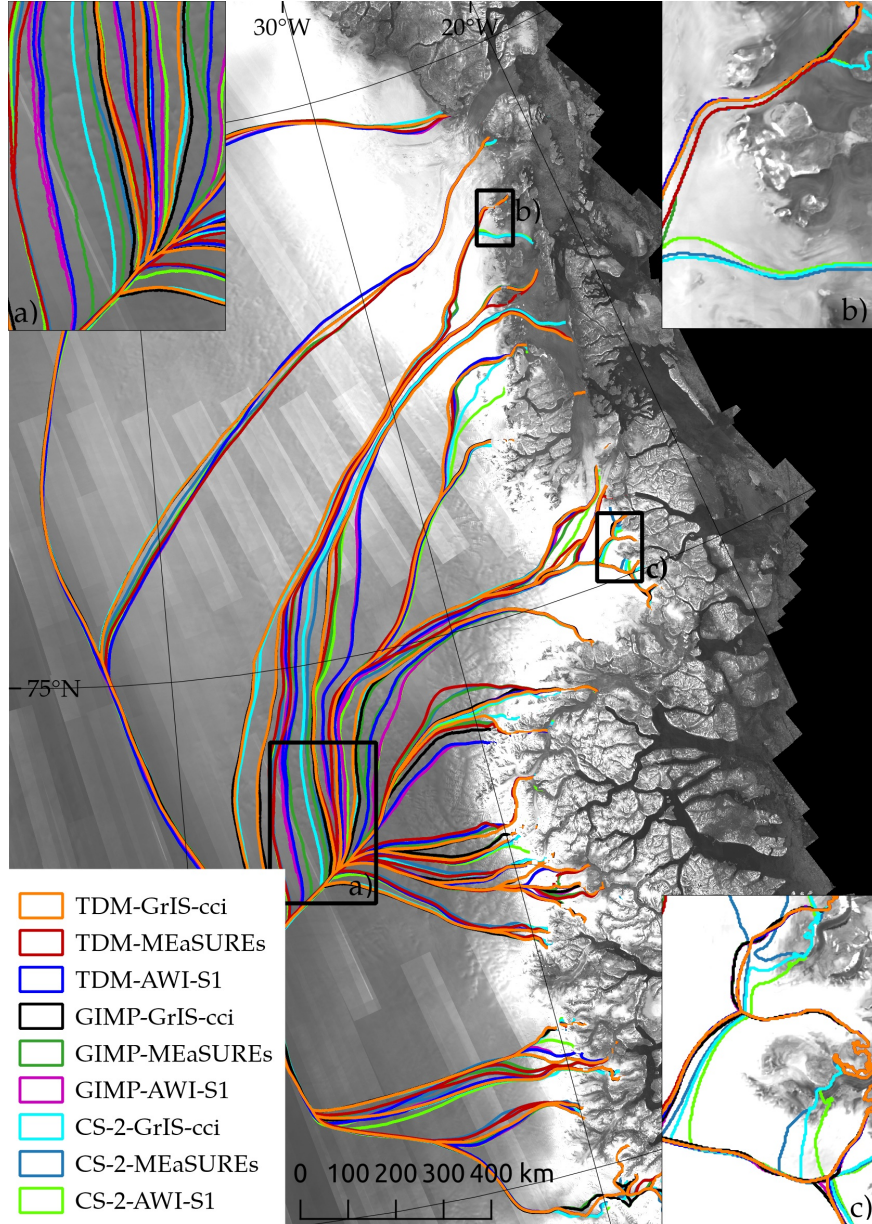 30°W
20°W
a)
b)
b)
c)
75°N
a)
TDM-GrIS-cci
TDM-MEaSUREs
TDM-AWI-S1
GIMP-GrIS-cci
GIMP-MEaSUREs
GIMP-AWI-S1
CS-2-GrIS-cci
CS-2-MEaSUREs
CS-2-AWI-S1
0 100 200 300 400 km
c)